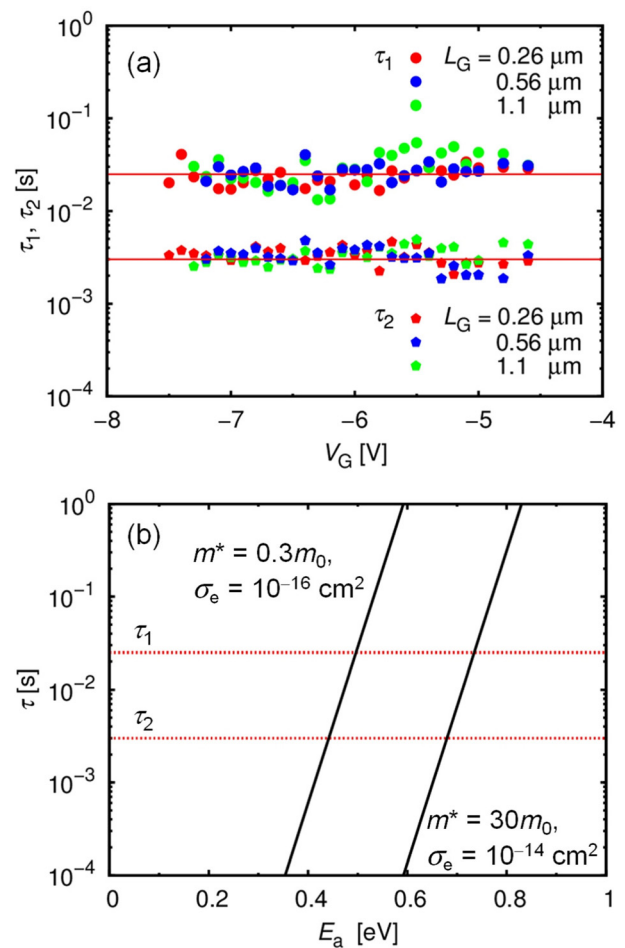 (a)
τ1 LG = 0.26 μm
0.56 μm
1.1 μm
10^0
10^−1
10^−2
10^−3
10^−4
τ1, τ2 [s]
τ2 LG = 0.26 μm
0.56 μm
1.1 μm
−8 −7 −6 −5 −4
VG [V]
(b)
m* = 0.3m0,
σe = 10^−16 cm^2
10^0
10^−1
10^−2
10^−3
10^−4
τ [s]
τ1
τ2
m* = 30m0,
σe = 10^−14 cm^2
0 0.2 0.4 0.6 0.8 1
Ea [eV]